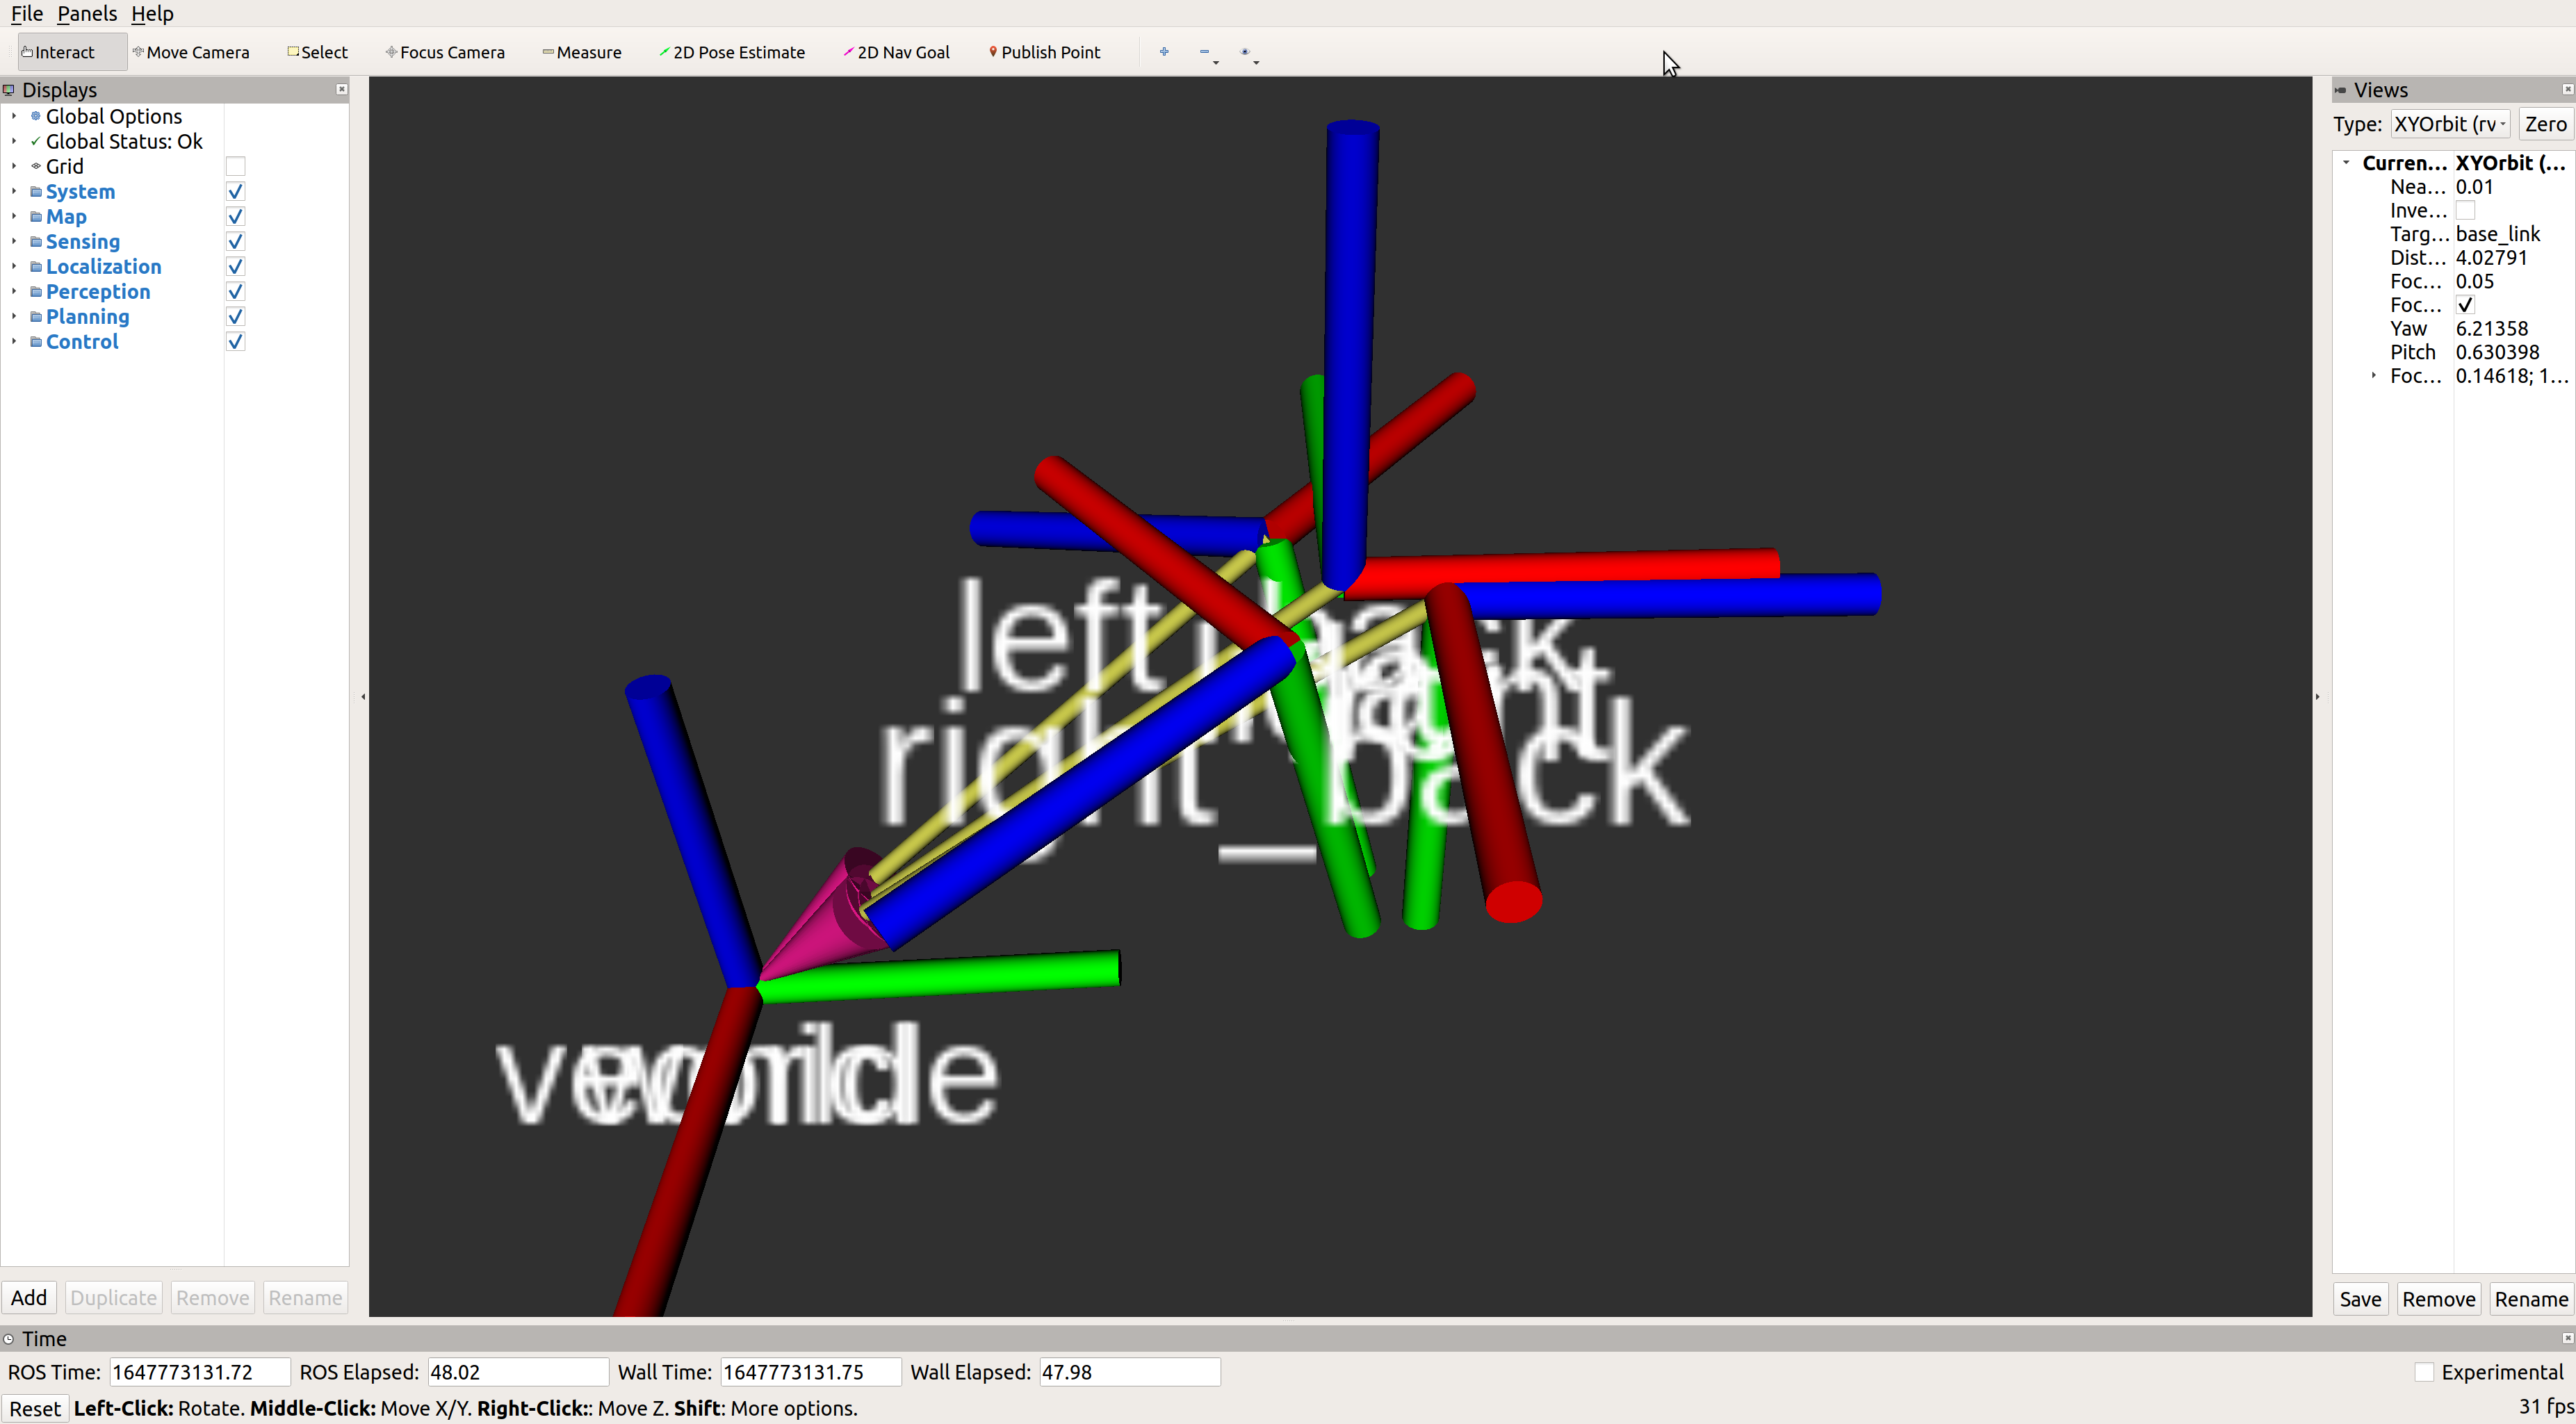 File Panels Help
Interact Move Camera Select Focus Camera Measure 2D Pose Estimate 2D Nav Goal Publish Point
Displays
Global Options
Global Status: Ok
Grid
System
Map
Sensing
Localization
Perception
Planning
Control
Add Duplicate Remove Rename
left
right_back
Views
Type: XYOrbit (rv Zero
Curren... XYOrbit (...
Nea... 0.01
Inve...
Targ... base_link
Dist... 4.02791
Foc... 0.05
Foc...
Yaw 6.21358
Pitch 0.630398
Foc... 0.14618; 1...
Save Remove Rename
Time
ROS Time: 1647773131.72 ROS Elapsed: 48.02 Wall Time: 1647773131.75 Wall Elapsed: 47.98 Experimental
Reset Left-Click: Rotate. Middle-Click: Move X/Y. Right-Click:: Move Z. Shift: More options. 31 fps